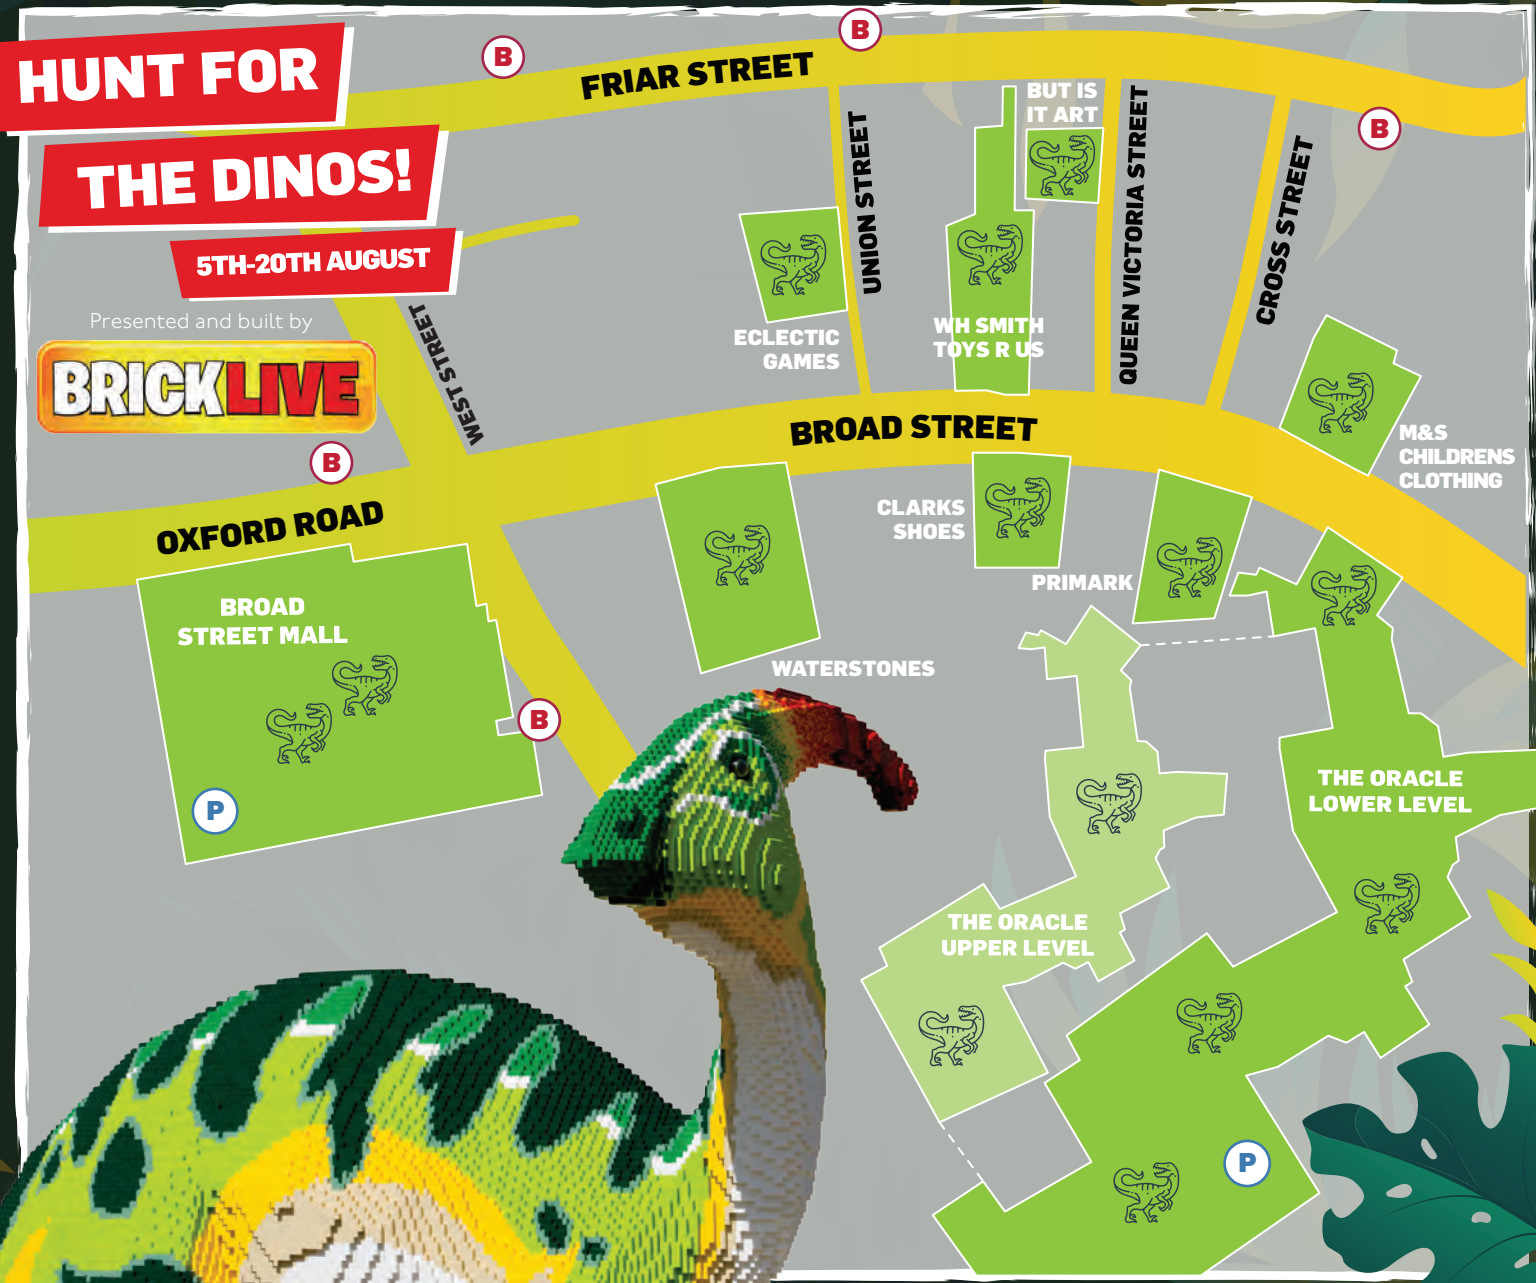 HUNT FOR
THE DINOS!
5TH-20TH AUGUST
Presented and built by
BRICKLIVE
B
B
B
FRIAR STREET
BUT IS
IT ART
UNION STREET
QUEEN VICTORIA STREET
CROSS STREET
WEST STREET
ECLECTIC
GAMES
WH SMITH
TOYS R US
BROAD STREET
M&S
CHILDRENS
CLOTHING
B
OXFORD ROAD
CLARKS
SHOES
PRIMARK
BROAD
STREET MALL
WATERSTONES
B
P
THE ORACLE
LOWER LEVEL
THE ORACLE
UPPER LEVEL
P